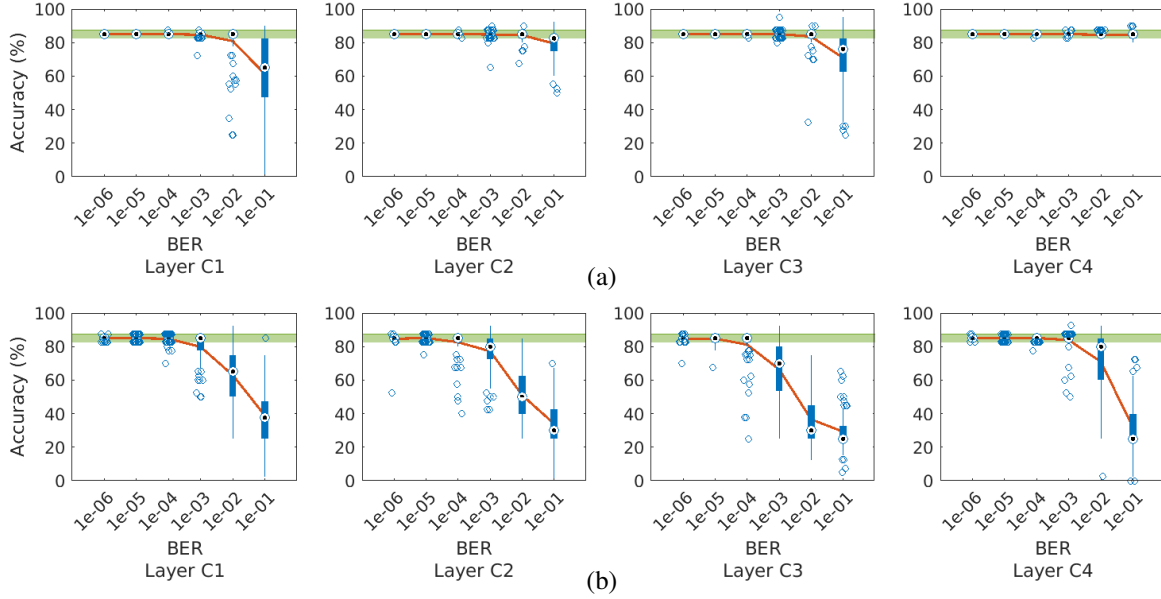 100
80
60
40
20
0
Accuracy (%)
1e-06
1e-05
1e-04
1e-03
1e-02
1e-01
BER
Layer C1
100
80
60
40
20
0
1e-06
1e-05
1e-04
1e-03
1e-02
1e-01
BER
Layer C2
100
80
60
40
20
0
1e-06
1e-05
1e-04
1e-03
1e-02
1e-01
BER
Layer C3
100
80
60
40
20
0
1e-06
1e-05
1e-04
1e-03
1e-02
1e-01
BER
Layer C4
(a)
100
80
60
40
20
0
Accuracy (%)
1e-06
1e-05
1e-04
1e-03
1e-02
1e-01
BER
Layer C1
100
80
60
40
20
0
1e-06
1e-05
1e-04
1e-03
1e-02
1e-01
BER
Layer C2
100
80
60
40
20
0
1e-06
1e-05
1e-04
1e-03
1e-02
1e-01
BER
Layer C3
100
80
60
40
20
0
1e-06
1e-05
1e-04
1e-03
1e-02
1e-01
BER
Layer C4
(b)